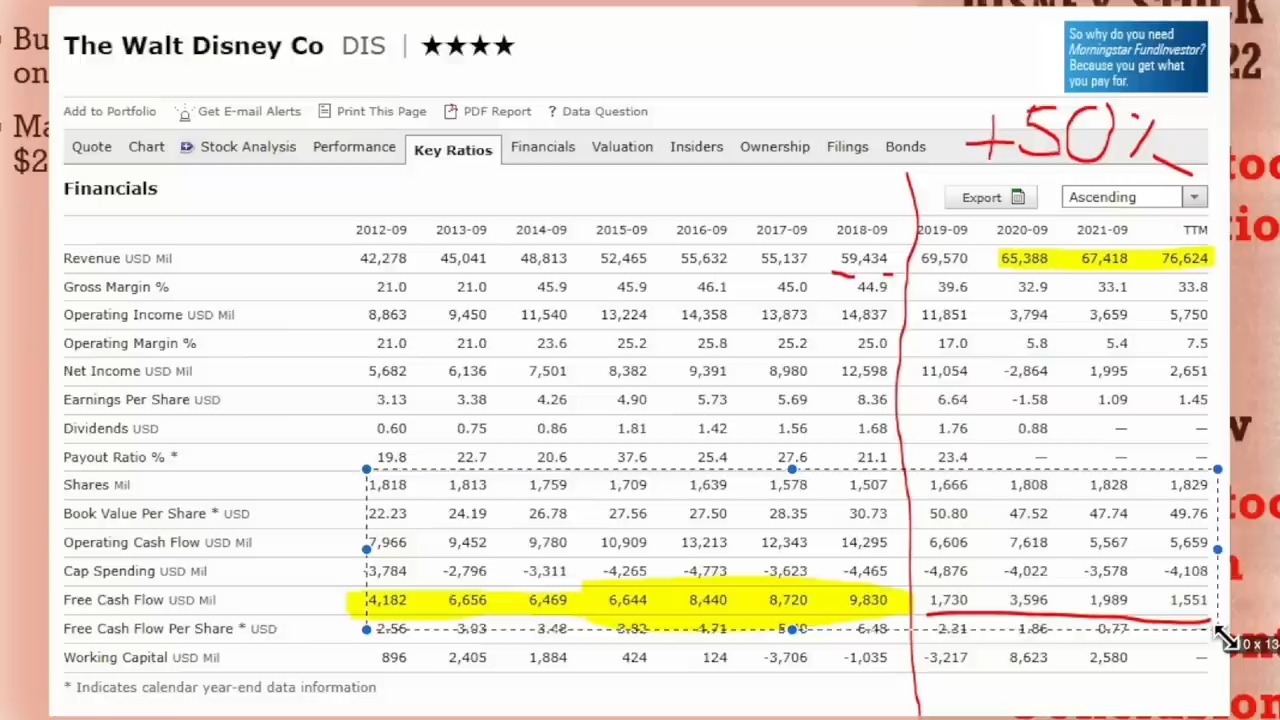 The Walt Disney Co DIS | ★★★★
So why do you need
Morningstar FundInvestor?
Because you get what
you pay for.
Add to Portfolio Get E-mail Alerts Print This Page PDF Report ? Data Question
+50%
Quote Chart Stock Analysis Performance Key Ratios Financials Valuation Insiders Ownership Filings Bonds
Financials
Export Ascending
2012-09 2013-09 2014-09 2015-09 2016-09 2017-09 2018-09 2019-09 2020-09 2021-09 TTM
Revenue USD Mil 42,278 45,041 48,813 52,465 55,632 55,137 59,434 69,570 65,388 67,418 76,624
Gross Margin % 21.0 21.0 45.9 45.9 46.1 45.0 44.9 39.6 32.9 33.1 33.8
Operating Income USD Mil 8,863 9,450 11,540 13,224 14,358 13,873 14,837 11,851 3,794 3,659 5,750
Operating Margin % 21.0 21.0 23.6 25.2 25.8 25.2 25.0 17.0 5.8 5.4 7.5
Net Income USD Mil 5,682 6,136 7,501 8,382 9,391 8,980 12,598 11,054 -2,864 1,995 2,651
Earnings Per Share USD 3.13 3.38 4.26 4.90 5.73 5.69 8.36 6.64 -1.58 1.09 1.45
Dividends USD 0.60 0.75 0.86 1.81 1.42 1.56 1.68 1.76 0.88 — —
Payout Ratio % * 19.8 22.7 20.6 37.6 25.4 27.6 21.1 23.4 — — —
Shares Mil 1,818 1,813 1,759 1,709 1,639 1,578 1,507 1,666 1,808 1,828 1,829
Book Value Per Share * USD 22.23 24.19 26.78 27.56 27.50 28.35 30.73 50.80 47.52 47.74 49.76
Operating Cash Flow USD Mil 7,966 9,452 9,780 10,909 13,213 12,343 14,295 6,606 7,618 5,567 5,659
Cap Spending USD Mil -3,784 -2,796 -3,311 -4,265 -4,773 -3,623 -4,465 -4,876 -4,022 -3,578 -4,108
Free Cash Flow USD Mil 4,182 6,656 6,469 6,644 8,440 8,720 9,830 1,730 3,596 1,989 1,551
Free Cash Flow Per Share * USD 2.56 3.03 3.48 3.82 4.71 6.48 2.31 1.86 0.77 —
Working Capital USD Mil 896 2,405 1,884 424 124 -3,706 -1,035 -3,217 8,623 2,580 —
* Indicates calendar year-end data information